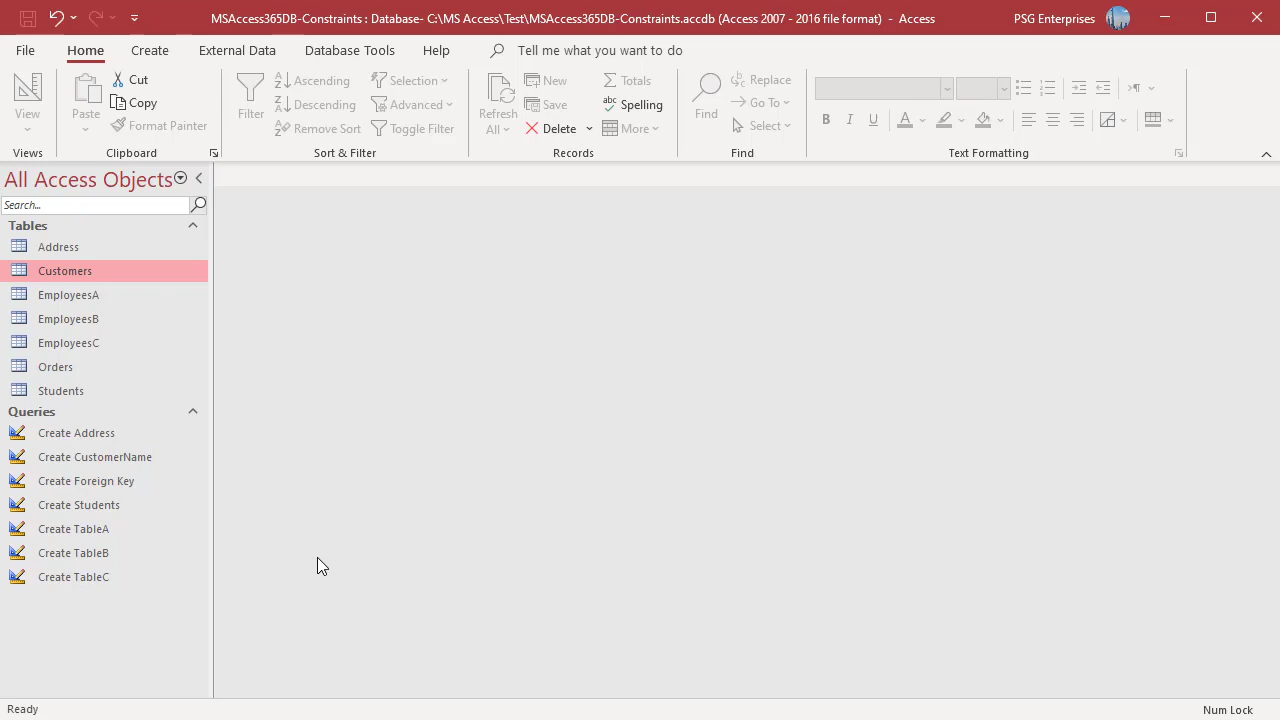 MSAccess365DB-Constraints : Database- C:\MS Access\Test\MSAccess365DB-Constraints.accdb (Access 2007 - 2016 file format) - Access
PSG Enterprises
File Home Create External Data Database Tools Help Tell me what you want to do
View
Views
Paste
Cut
Copy
Format Painter
Clipboard
Filter
Ascending
Descending
Remove Sort
Selection
Advanced
Toggle Filter
Sort & Filter
Refresh
All
New
Save
Delete
Totals
Spelling
More
Records
Find
Replace
Go To
Select
Find
B I U A
Text Formatting
All Access Objects
Search...
Tables
Address
Customers
EmployeesA
EmployeesB
EmployeesC
Orders
Students
Queries
Create Address
Create CustomerName
Create Foreign Key
Create Students
Create TableA
Create TableB
Create TableC
Ready
Num Lock